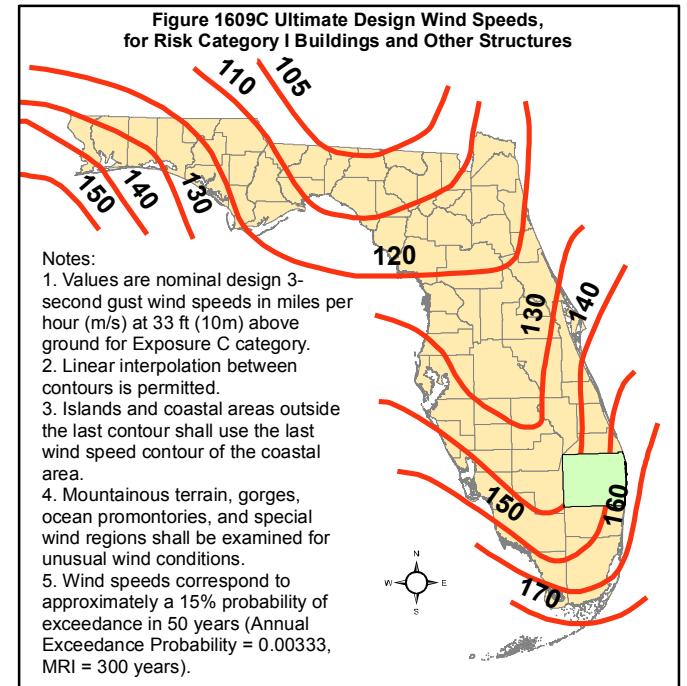 Figure 1609C Ultimate Design Wind Speeds,
for Risk Category I Buildings and Other Structures
105
110
150
140
130
120
130
140
Notes:
1. Values are nominal design 3-
second gust wind speeds in miles per
hour (m/s) at 33 ft (10m) above
ground for Exposure C category.
2. Linear interpolation between
contours is permitted.
3. Islands and coastal areas outside
the last contour shall use the last
wind speed contour of the coastal
area.
4. Mountainous terrain, gorges,
ocean promontories, and special
wind regions shall be examined for
unusual wind conditions.
5. Wind speeds correspond to
approximately a 15% probability of
exceedance in 50 years (Annual
Exceedance Probability = 0.00333,
MRI = 300 years).
150
160
170
N
W E
S